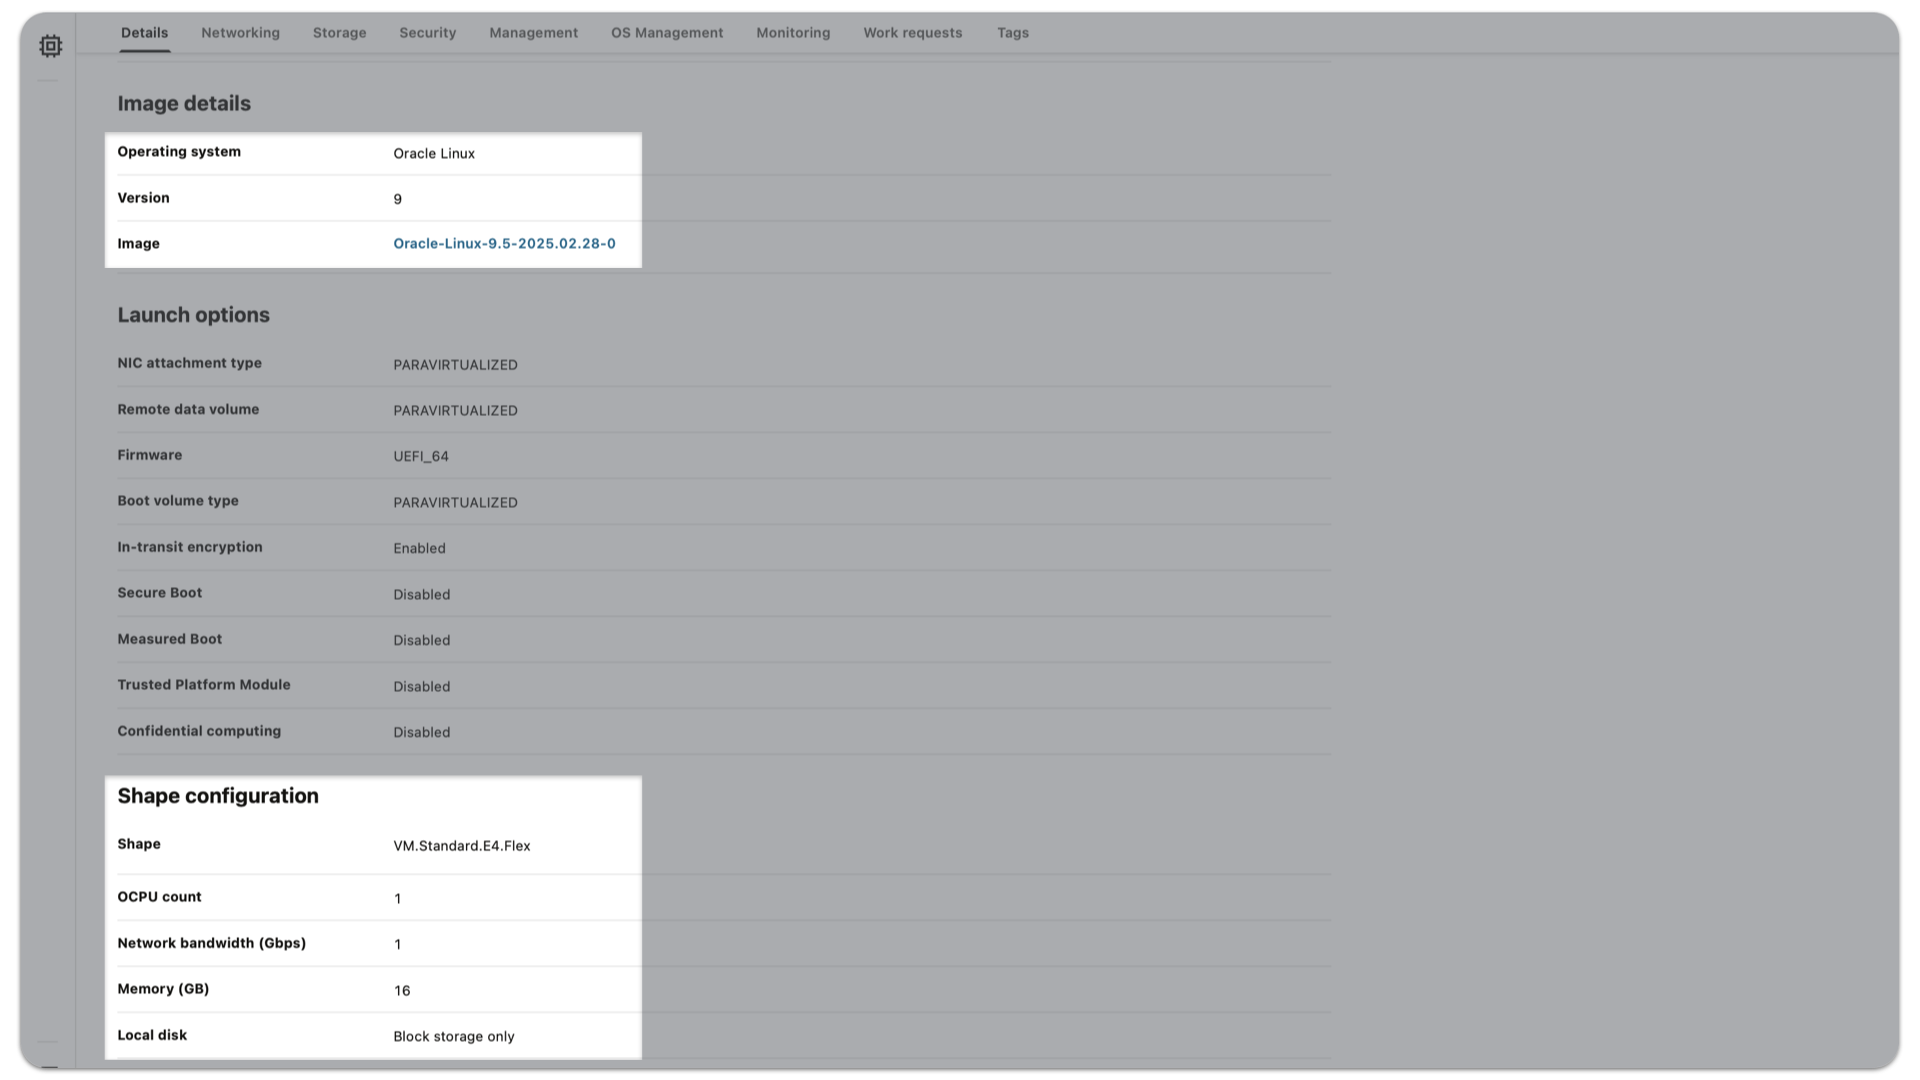 Details Networking Storage Security Management OS Management Monitoring Work requests Tags
Image details
Operating system Oracle Linux
Version 9
Image Oracle-Linux-9.5-2025.02.28-0
Launch options
NIC attachment type PARAVIRTUALIZED
Remote data volume PARAVIRTUALIZED
Firmware UEFI_64
Boot volume type PARAVIRTUALIZED
In-transit encryption Enabled
Secure Boot Disabled
Measured Boot Disabled
Trusted Platform Module Disabled
Confidential computing Disabled
Shape configuration
Shape VM.Standard.E4.Flex
OCPU count 1
Network bandwidth (Gbps) 1
Memory (GB) 16
Local disk Block storage only